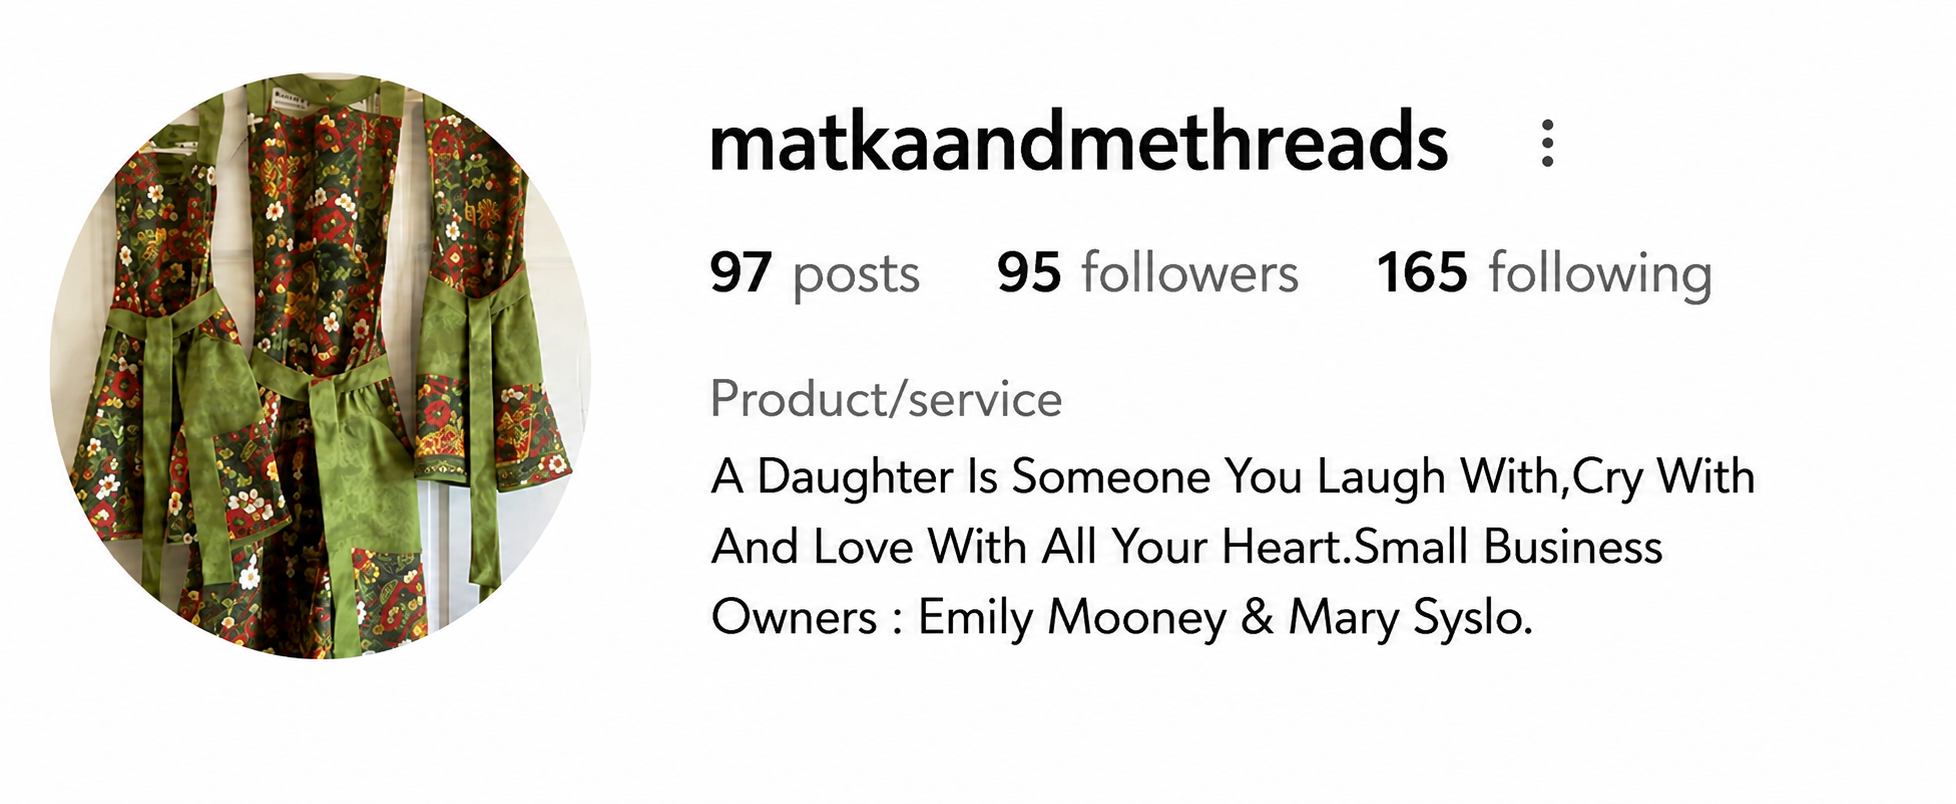 matkaandmethreads
97 posts 95 followers 165 following
Product/service
A Daughter Is Someone You Laugh With,Cry With
And Love With All Your Heart.Small Business
Owners : Emily Mooney & Mary Syslo.